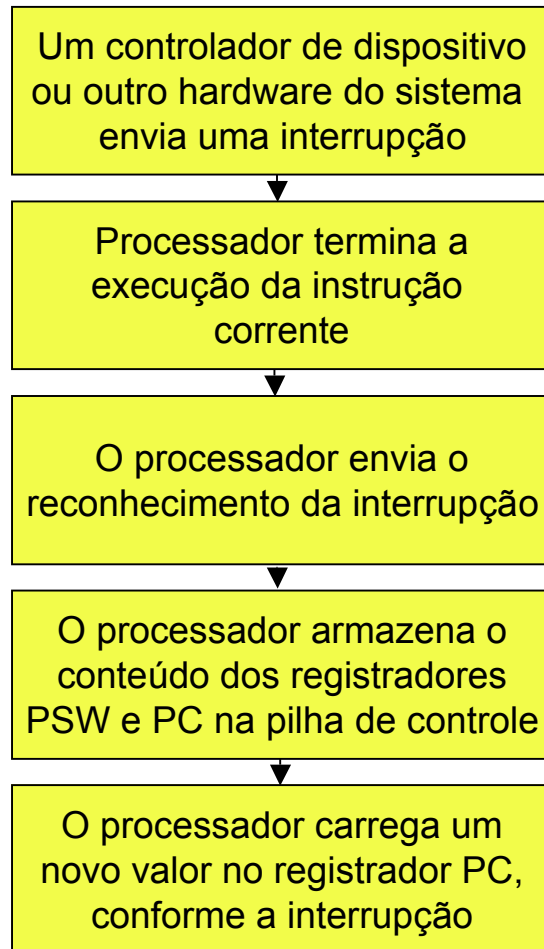 Um controlador de dispositivo
ou outro hardware do sistema
envia uma interrupção
Processador termina a
execução da instrução
corrente
O processador envia o
reconhecimento da interrupção
O processador armazena o
conteúdo dos registradores
PSW e PC na pilha de controle
O processador carrega um
novo valor no registrador PC,
conforme a interrupção